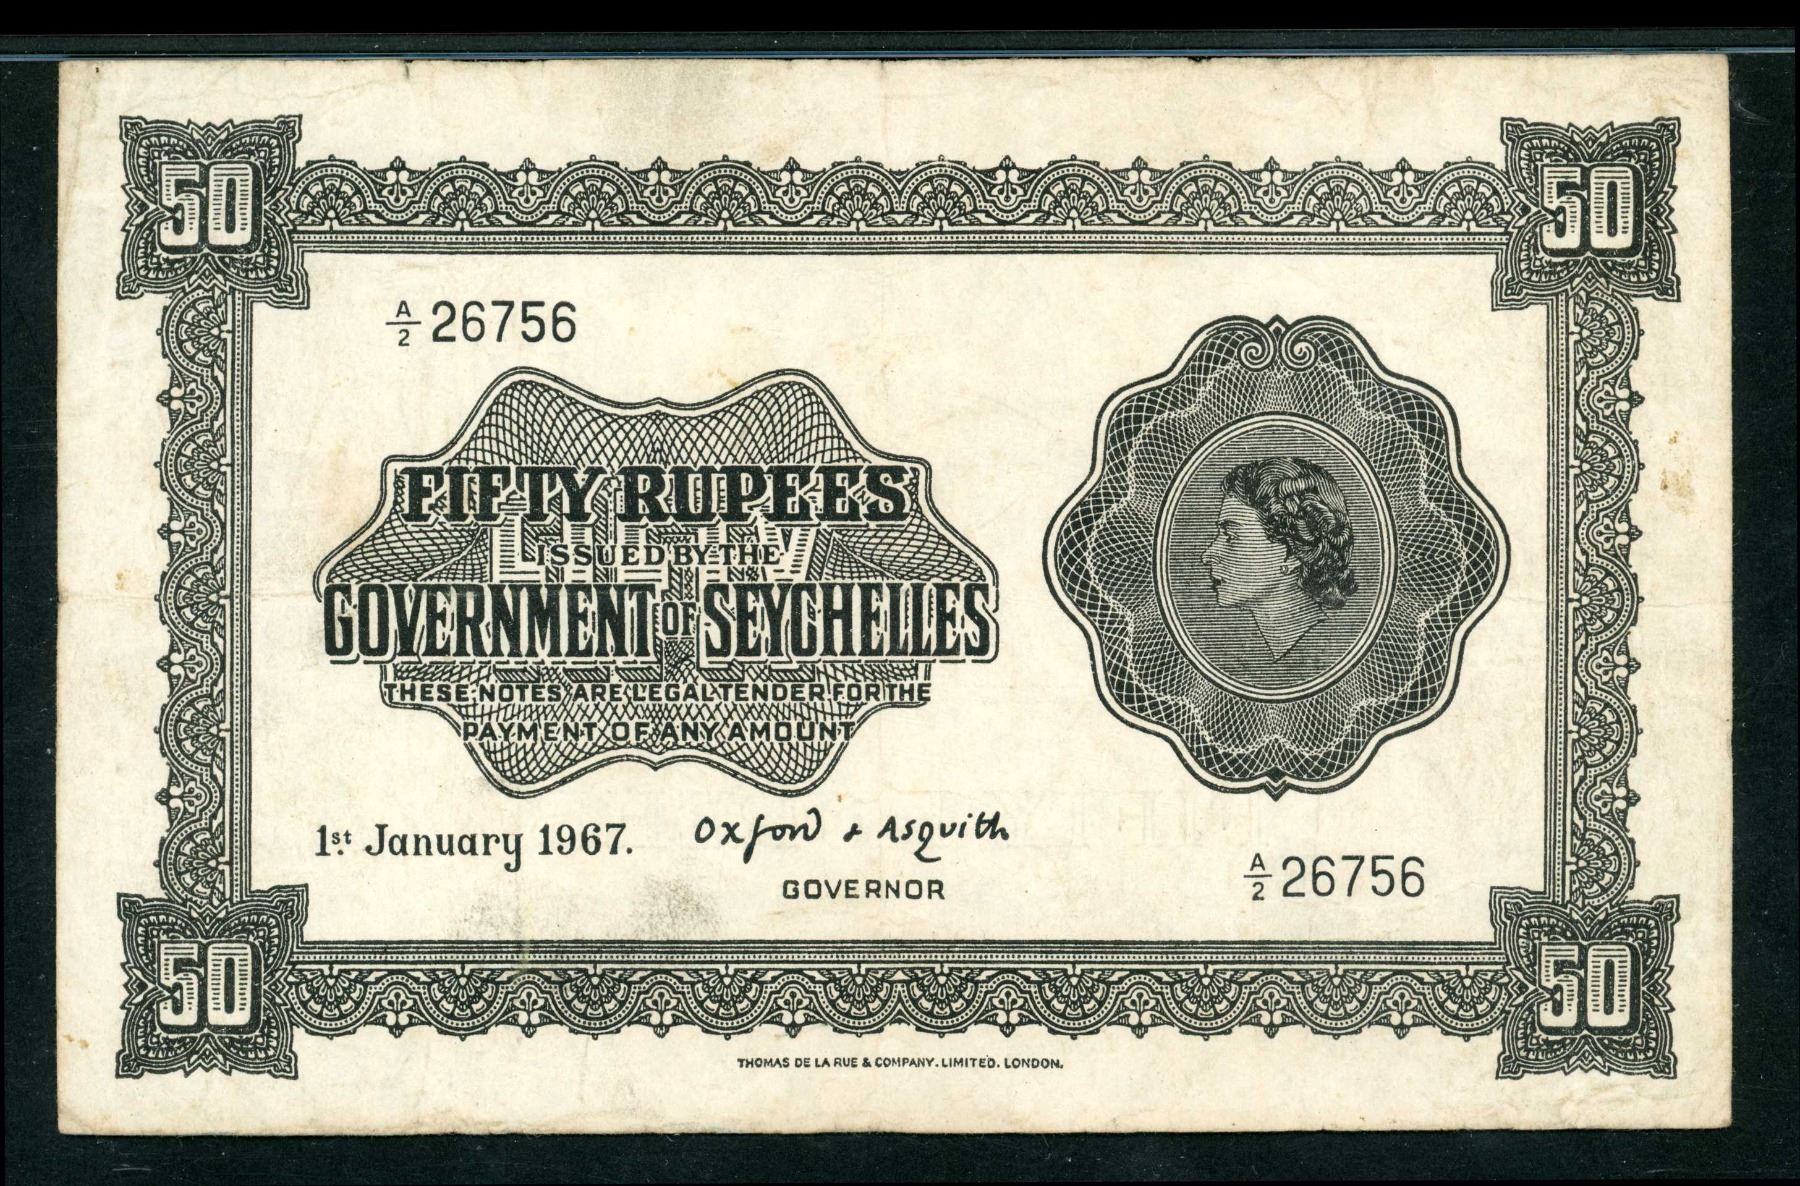 50 50
A/2 26756
FIFTY RUPEES
ISSUED BY THE
GOVERNMENT OF SEYCHELLES
THESE NOTES ARE LEGAL TENDER FOR THE
PAYMENT OF ANY AMOUNT
1st January 1967. Oxford & Asquith
GOVERNOR
A/2 26756
50 50
THOMAS DE LA RUE & COMPANY. LIMITED. LONDON.